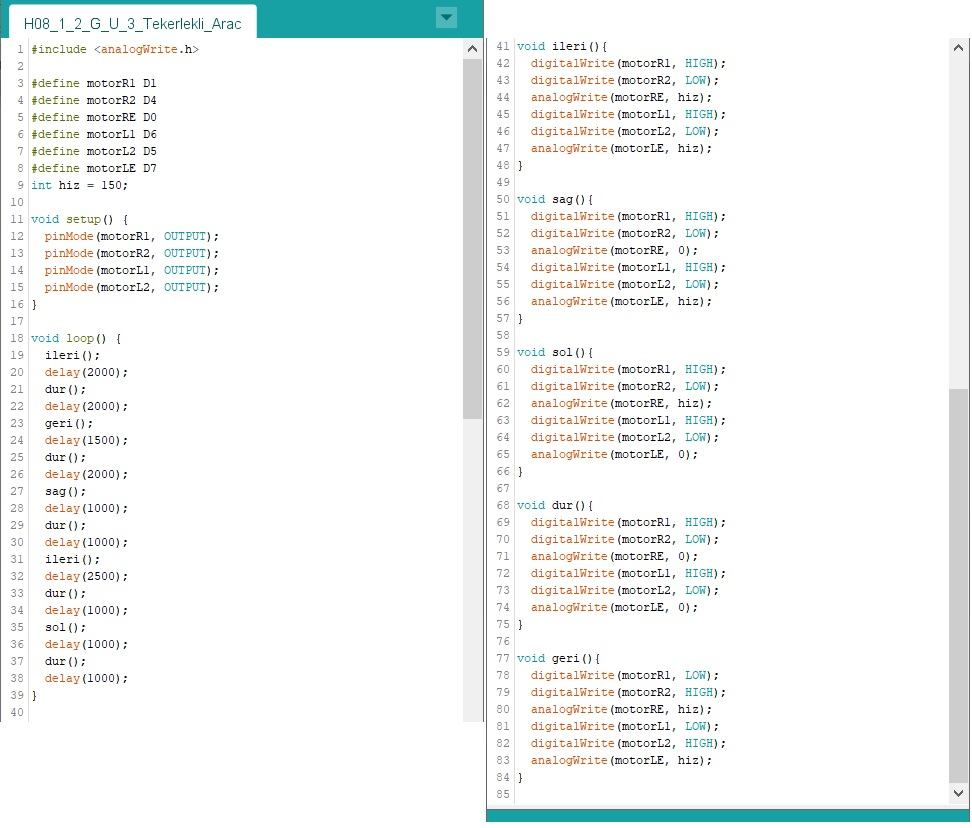 H08_1_2_G_U_3_Tekerlekli_Arac
1 #include <analogWrite.h>
2
3 #define motorR1 D1
4 #define motorR2 D4
5 #define motorRE D0
6 #define motorL1 D6
7 #define motorL2 D5
8 #define motorLE D7
9 int hiz = 150;
10
11 void setup() {
12 pinMode(motorR1, OUTPUT);
13 pinMode(motorR2, OUTPUT);
14 pinMode(motorL1, OUTPUT);
15 pinMode(motorL2, OUTPUT);
16 }
17
18 void loop() {
19 ileri();
20 delay(2000);
21 dur();
22 delay(2000);
23 geri();
24 delay(1500);
25 dur();
26 delay(2000);
27 sag();
28 delay(1000);
29 dur();
30 delay(1000);
31 ileri();
32 delay(2500);
33 dur();
34 delay(1000);
35 sol();
36 delay(1000);
37 dur();
38 delay(1000);
39 }
40
41 void ileri(){
42 digitalWrite(motorR1, HIGH);
43 digitalWrite(motorR2, LOW);
44 analogWrite(motorRE, hiz);
45 digitalWrite(motorL1, HIGH);
46 digitalWrite(motorL2, LOW);
47 analogWrite(motorLE, hiz);
48 }
49
50 void sag(){
51 digitalWrite(motorR1, HIGH);
52 digitalWrite(motorR2, LOW);
53 analogWrite(motorRE, 0);
54 digitalWrite(motorL1, HIGH);
55 digitalWrite(motorL2, LOW);
56 analogWrite(motorLE, hiz);
57 }
58
59 void sol(){
60 digitalWrite(motorR1, HIGH);
61 digitalWrite(motorR2, LOW);
62 analogWrite(motorRE, hiz);
63 digitalWrite(motorL1, HIGH);
64 digitalWrite(motorL2, LOW);
65 analogWrite(motorLE, 0);
66 }
67
68 void dur(){
69 digitalWrite(motorR1, HIGH);
70 digitalWrite(motorR2, LOW);
71 analogWrite(motorRE, 0);
72 digitalWrite(motorL1, HIGH);
73 digitalWrite(motorL2, LOW);
74 analogWrite(motorLE, 0);
75 }
76
77 void geri(){
78 digitalWrite(motorR1, LOW);
79 digitalWrite(motorR2, HIGH);
80 analogWrite(motorRE, hiz);
81 digitalWrite(motorL1, LOW);
82 digitalWrite(motorL2, HIGH);
83 analogWrite(motorLE, hiz);
84 }
85